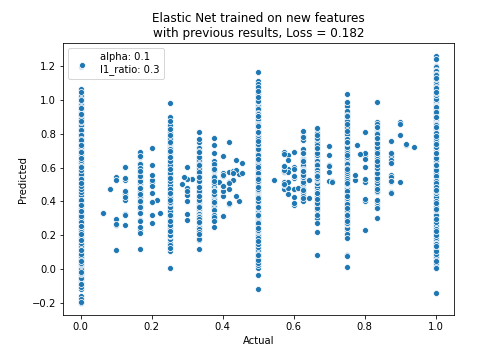 Elastic Net trained on new features
with previous results, Loss = 0.182
alpha: 0.1
l1_ratio: 0.3
Predicted
1.2
1.0
0.8
0.6
0.4
0.2
0.0
−0.2
0.0 0.2 0.4 0.6 0.8 1.0
Actual